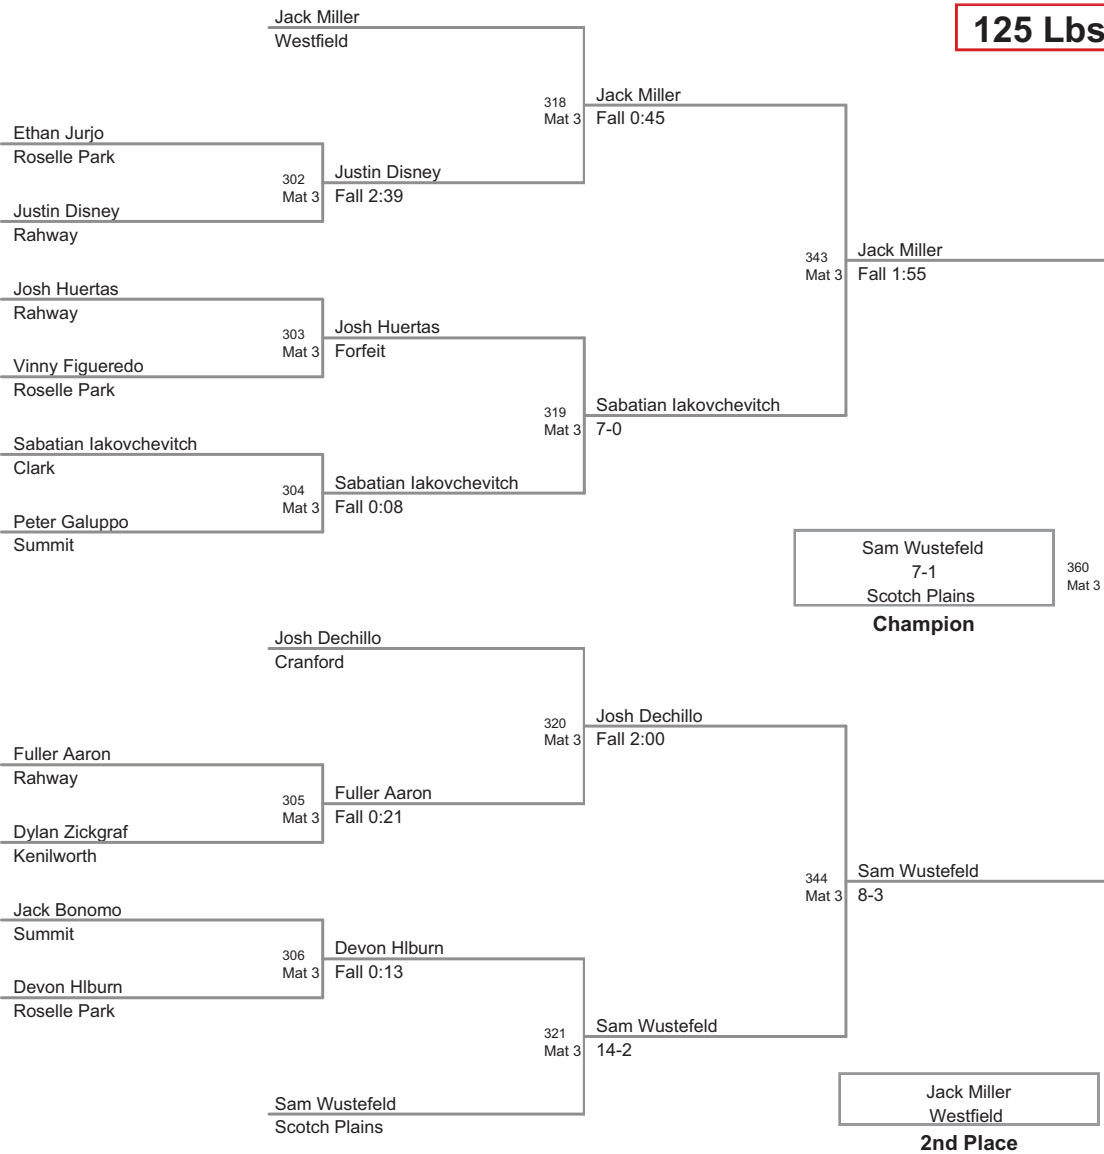 Jack Miller
Westfield
125 Lbs
318
Mat 3
Jack Miller
Fall 0:45
Ethan Jurjo
Roselle Park
302
Mat 3
Justin Disney
Fall 2:39
Justin Disney
Rahway
343
Mat 3
Jack Miller
Fall 1:55
Josh Huertas
Rahway
303
Mat 3
Josh Huertas
Forfeit
Vinny Figueredo
Roselle Park
319
Mat 3
Sabatian Iakovchevitch
7-0
Sabatian Iakovchevitch
Clark
304
Mat 3
Sabatian Iakovchevitch
Fall 0:08
Peter Galuppo
Summit
Sam Wustefeld
7-1
Scotch Plains
360
Mat 3
Champion
Josh Dechillo
Cranford
320
Mat 3
Josh Dechillo
Fall 2:00
Fuller Aaron
Rahway
305
Mat 3
Fuller Aaron
Fall 0:21
Dylan Zickgraf
Kenilworth
344
Mat 3
Sam Wustefeld
8-3
Jack Bonomo
Summit
306
Mat 3
Devon Hlburn
Fall 0:13
Devon Hlburn
Roselle Park
321
Mat 3
Sam Wustefeld
14-2
Sam Wustefeld
Scotch Plains
Jack Miller
Westfield
2nd Place